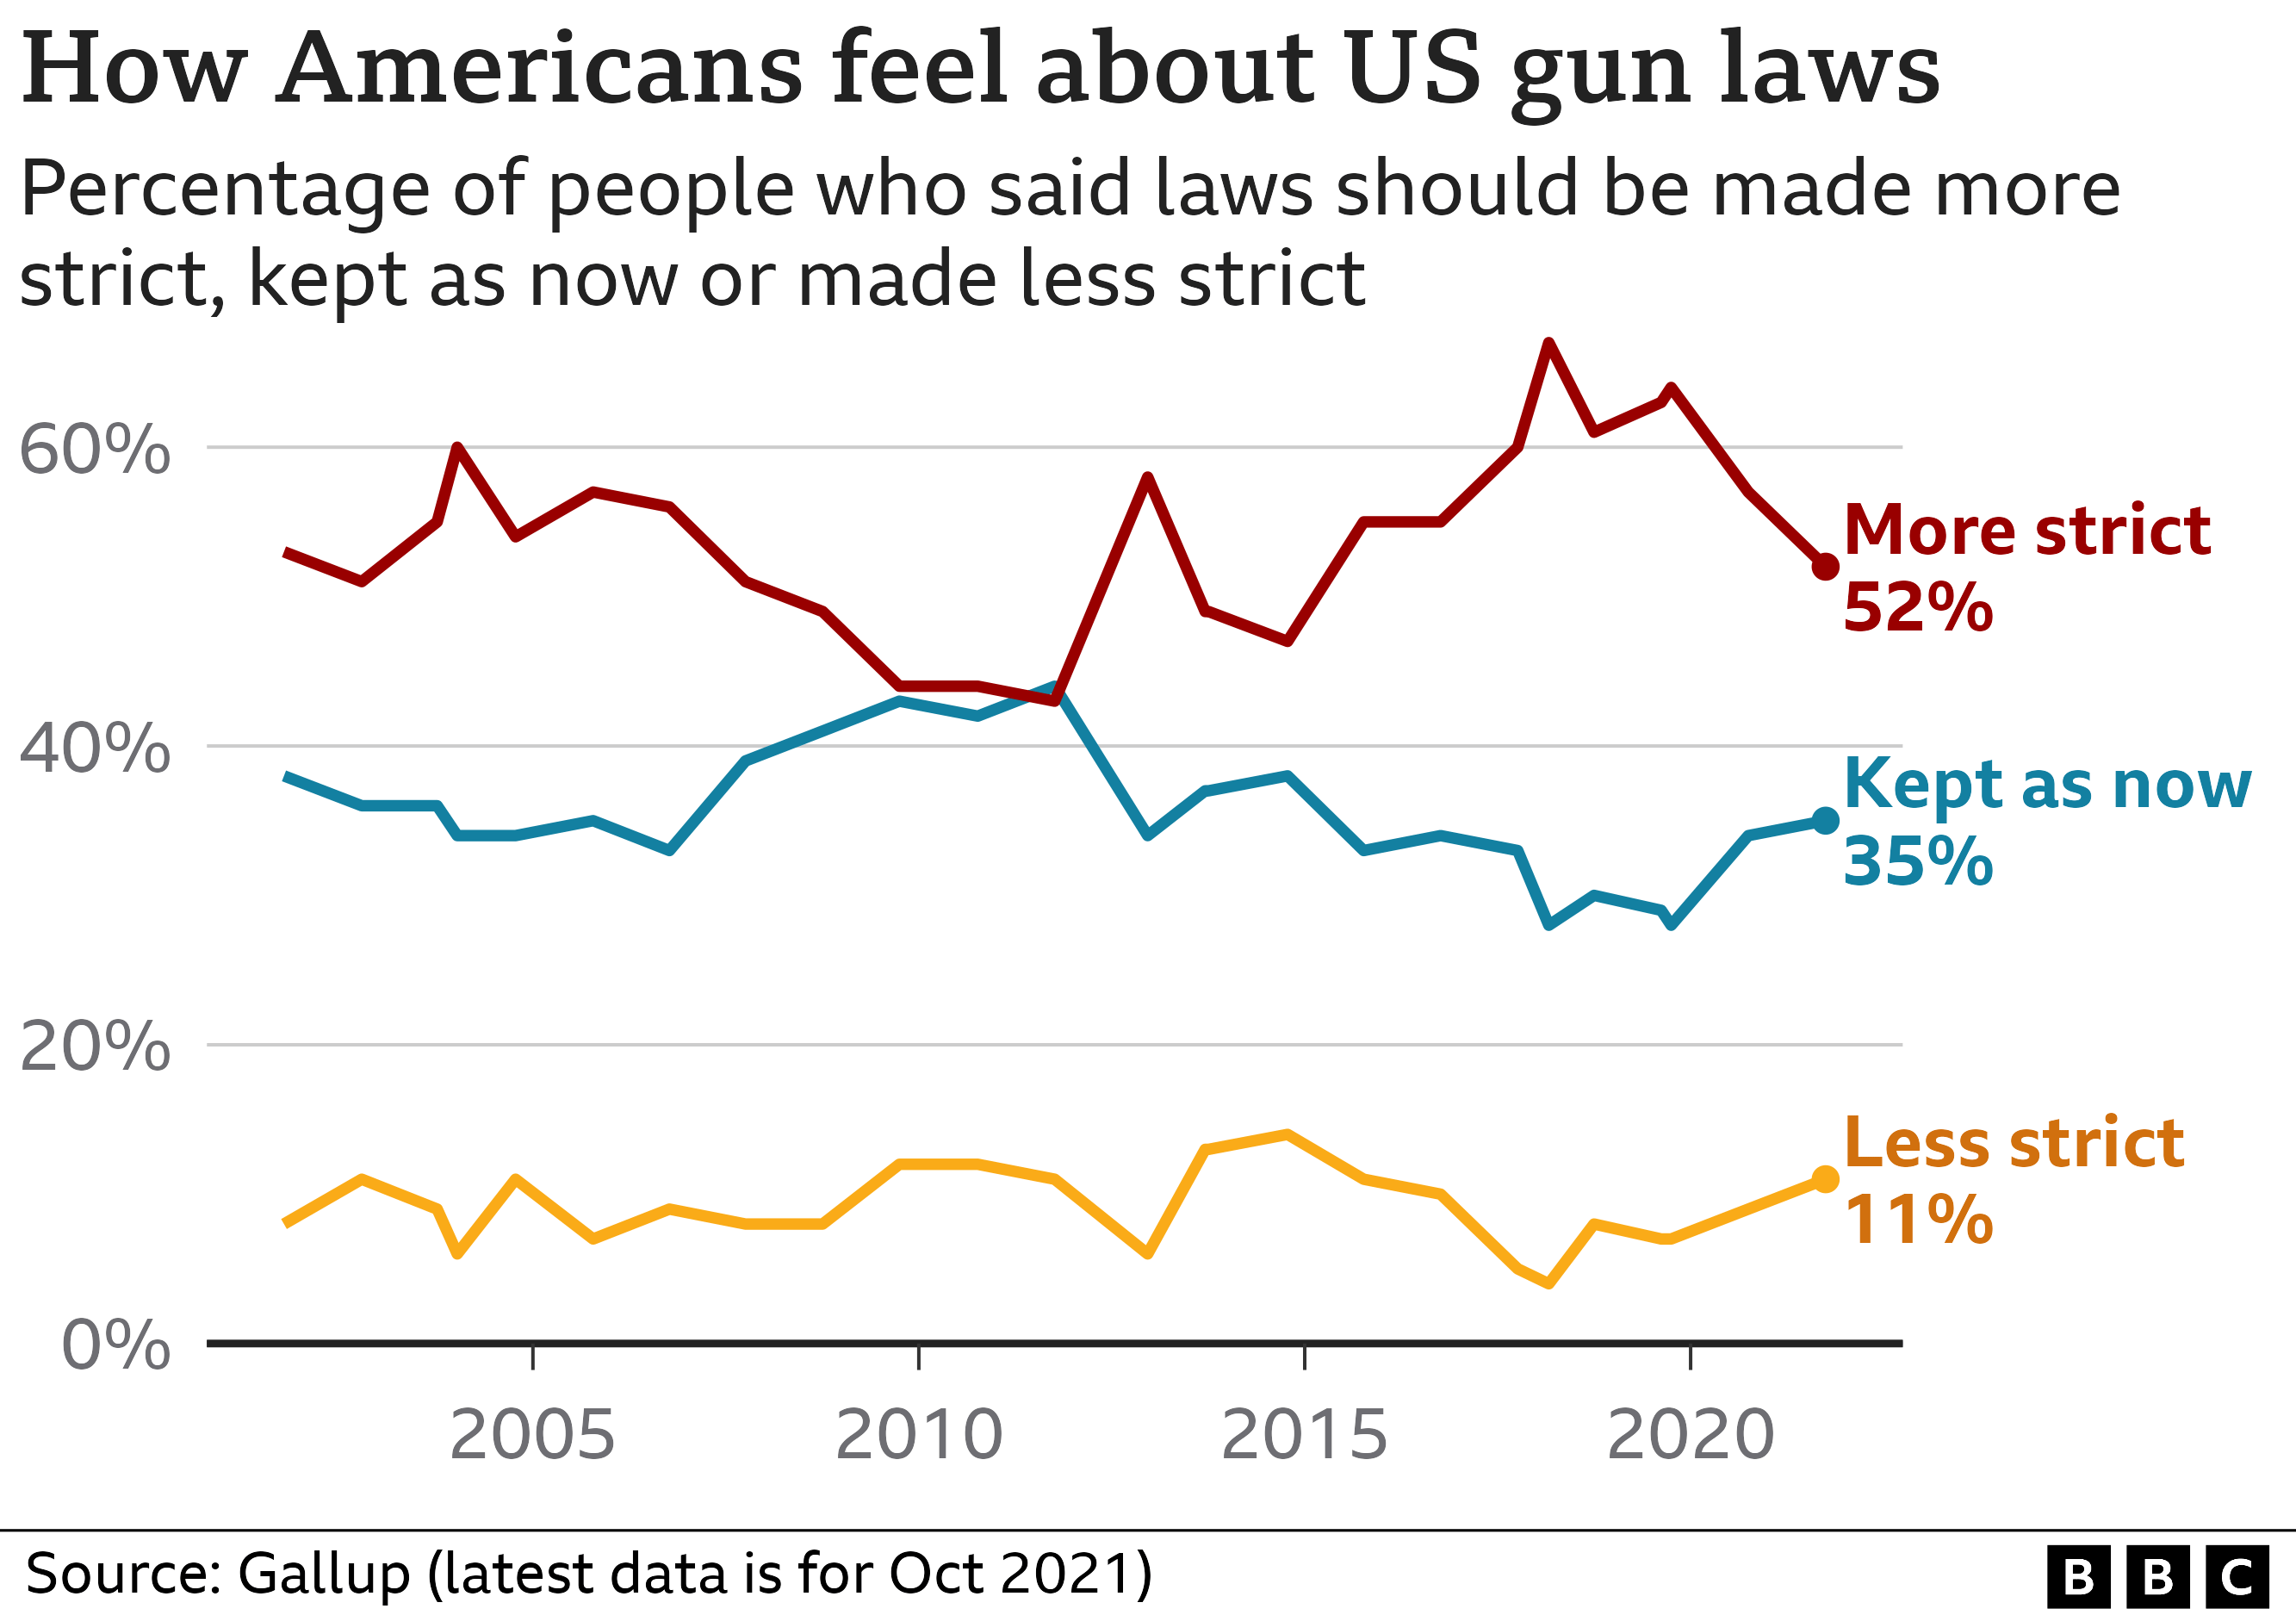 How Americans feel about US gun laws
Percentage of people who said laws should be made more
strict, kept as now or made less strict
60%
40%
20%
0%
More strict
52%
Kept as now
35%
Less strict
11%
2005
2010
2015
2020
Source: Gallup (latest data is for Oct 2021)
BBC